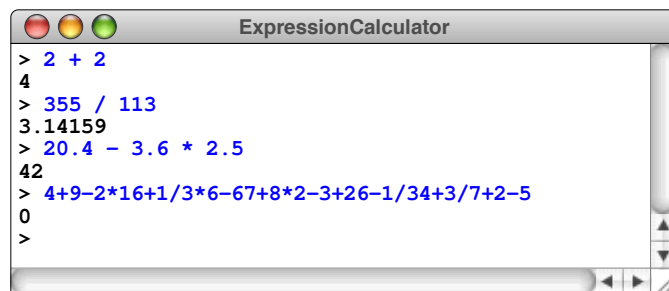 ExpressionCalculator
> 2 + 2
4
> 355 / 113
3.14159
> 20.4 - 3.6 * 2.5
42
> 4+9-2*16+1/3*6-67+8*2-3+26-1/34+3/7+2-5
0
>